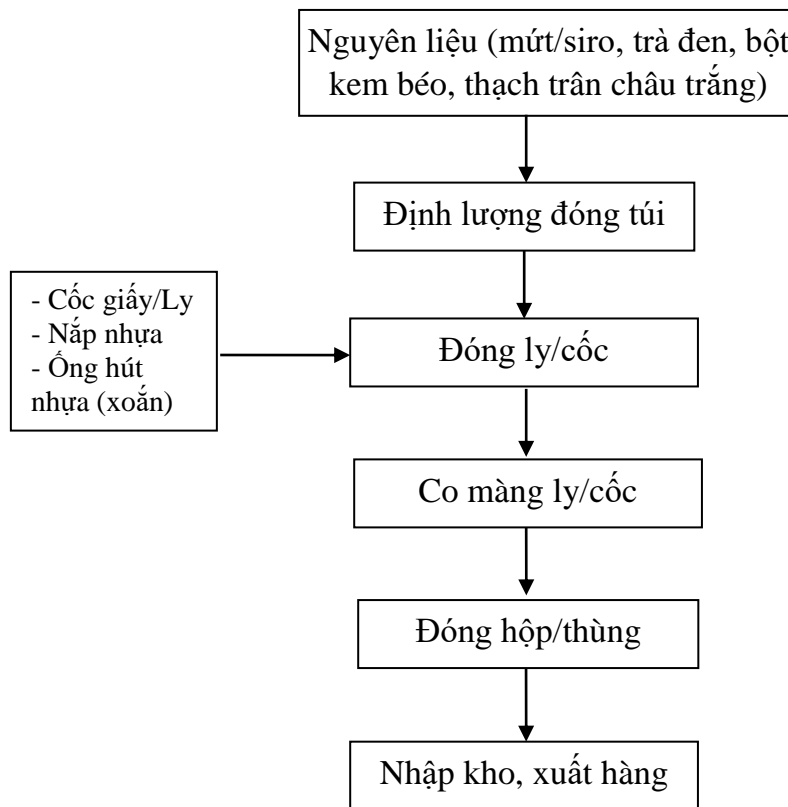 Nguyên liệu (mứt/siro, trà đen, bột
kem béo, thạch trân châu trắng)
Định lượng đóng túi
- Cốc giấy/Ly
- Nắp nhựa
- Ống hút
nhựa (xoắn)
Đóng ly/cốc
Co màng ly/cốc
Đóng hộp/thùng
Nhập kho, xuất hàng